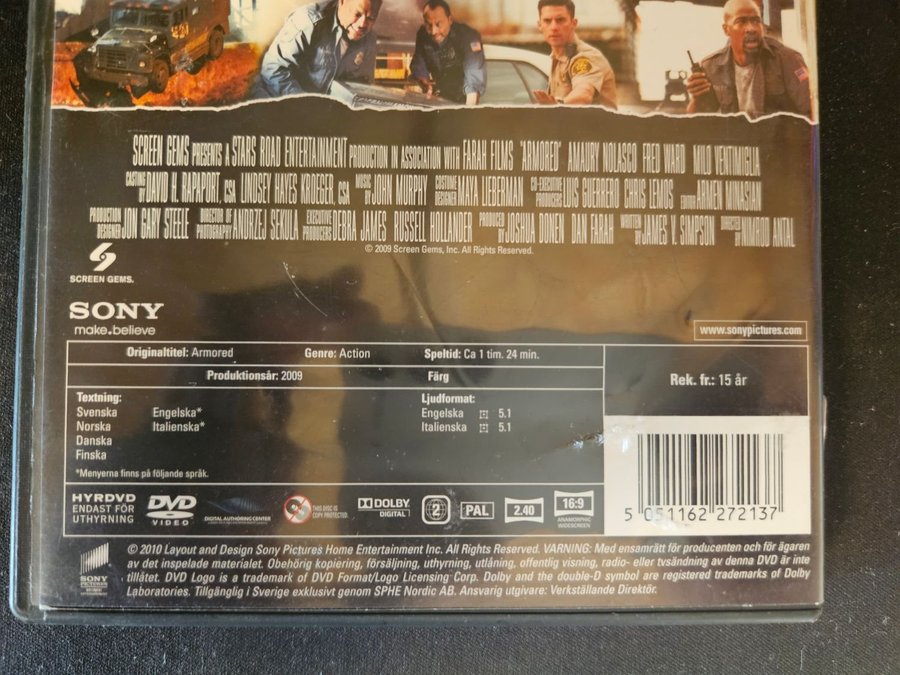 SCREEN GEMS PRESENTS A STARS ROAD ENTERTAINMENT PRODUCTION IN ASSOCIATION WITH FARAH FILMS "ARMORED" AMAURY NOLASCO FRED WARD MILO VENTIMIGLIA
CASTING BY DAVID H. RAPAPORT, CSA LINDSEY HAYES KROEGER, CSA MUSIC BY JOHN MURPHY COSTUME DESIGNER MAYA LIEBERMAN CO-EXECUTIVE PRODUCERS LUIS GUERRERO CHRIS LEMOS EDITOR ARMEN MINASIAN
PRODUCTION DESIGNER JON GARY STEELE DIRECTOR OF PHOTOGRAPHY ANDRZEJ SEKULA EXECUTIVE PRODUCERS DEBRA JAMES RUSSELL HOLLANDER PRODUCED BY JOSHUA DONEN DAN FARAH WRITTEN BY JAMES V. SIMPSON DIRECTED BY NIMRÓD ANTAL
© 2009 Screen Gems, Inc. All Rights Reserved.
SCREEN GEMS.
SONY
make.believe
www.sonypictures.com
Originaltitel: Armored Genre: Action Speltid: Ca 1 tim. 24 min.
Produktionsår: 2009 Färg
Rek. fr.: 15 år
Textning: Ljudformat:
Svenska Engelska* Engelska 5.1
Norska Italienska* Italienska 5.1
Danska
Finska
*Menyerna finns på följande språk.
HYRDVD
ENDAST FÖR
UTHYRNING
DVD
VIDEO
DIGITAL AUTHORING CENTER
THIS DISC IS
COPY PROTECTED.
DOLBY
DIGITAL
2
PAL
2.40
16:9
ANAMORPHIC
WIDESCREEN
5 051162 272137
© 2010 Layout and Design Sony Pictures Home Entertainment Inc. All Rights Reserved. VARNING: Med ensamrätt för producenten och för ägaren
av det inspelade materialet. Obehörig kopiering, försäljning, uthyrning, utlåning, offentlig visning, radio- eller tvsändning av denna DVD är inte
tillåtet. DVD Logo is a trademark of DVD Format/Logo Licensing Corp. Dolby and the double-D symbol are registered trademarks of Dolby
Laboratories. Tillgänglig i Sverige exklusivt genom SPHE Nordic AB. Ansvarig utgivare: Verkställande Direktör.
SONY
PICTURES